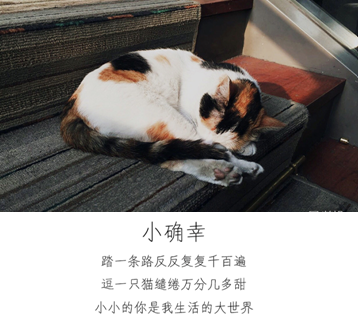 小确幸
踏一条路反反复复千百遍
逗一只猫缱绻万分几多甜
小小的你是我生活的大世界